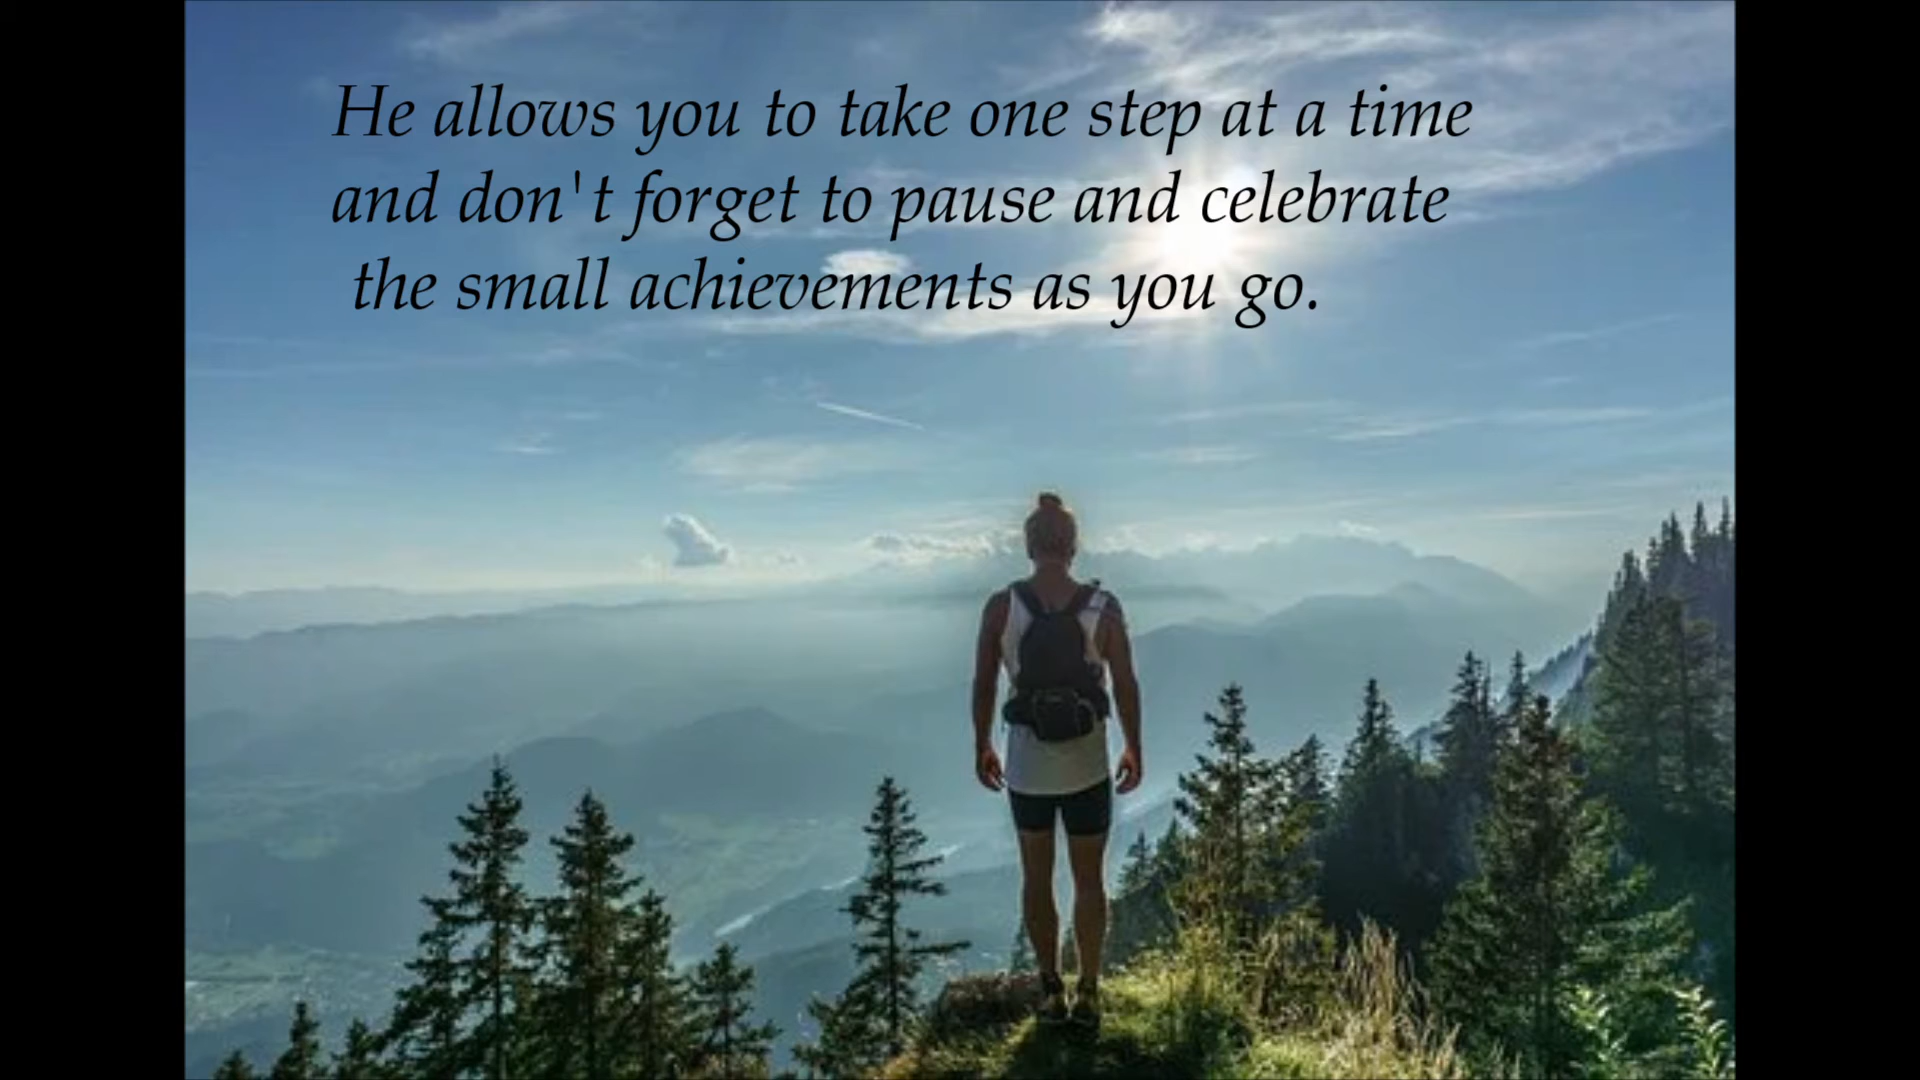 He allows you to take one step at a time
and don't forget to pause and celebrate
the small achievements as you go.